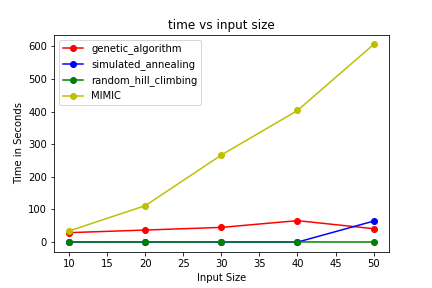 time vs input size
genetic_algorithm
simulated_annealing
random_hill_climbing
MIMIC
Time in Seconds
600
500
400
300
200
100
0
10 15 20 25 30 35 40 45 50
Input Size